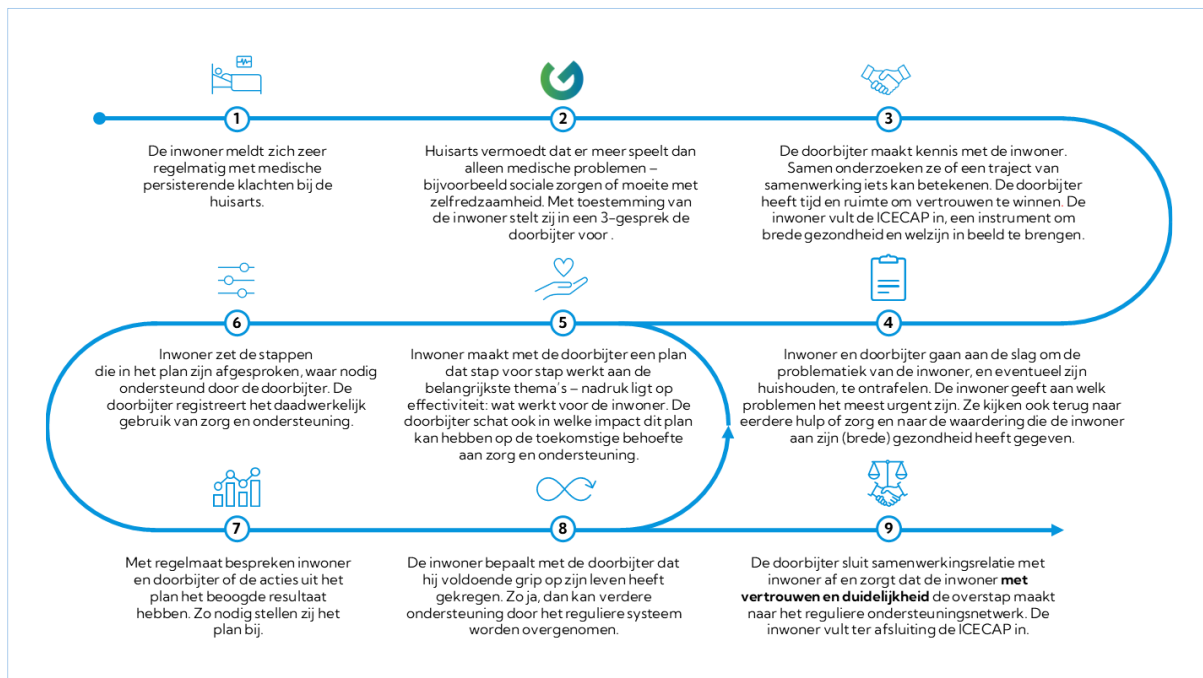 1
De inwoner meldt zich zeer
regelmatig met medische
persisterende klachten bij de
huisarts.
2
Huisarts vermoedt dat er meer speelt dan
alleen medische problemen –
bijvoorbeeld sociale zorgen of moeite met
zelfredzaamheid. Met toestemming van
de inwoner stelt zij in een 3-gesprek de
doorbijter voor .
3
De doorbijter maakt kennis met de inwoner.
Samen onderzoeken ze of een traject van
samenwerking iets kan betekenen. De doorbijter
heeft tijd en ruimte om vertrouwen te winnen. De
inwoner vult de ICECAP in, een instrument om
brede gezondheid en welzijn in beeld te brengen.
4
Inwoner en doorbijter gaan aan de slag om de
problematiek van de inwoner, en eventueel zijn
huishouden, te ontrafelen. De inwoner geeft aan welk
problemen het meest urgent zijn. Ze kijken ook terug naar
eerdere hulp of zorg en naar de waardering die de inwoner
aan zijn (brede) gezondheid heeft gegeven.
5
Inwoner maakt met de doorbijter een plan
dat stap voor stap werkt aan de
belangrijkste thema's – nadruk ligt op
effectiviteit: wat werkt voor de inwoner. De
doorbijter schat ook in welke impact dit plan
kan hebben op de toekomstige behoefte
aan zorg en ondersteuning.
6
Inwoner zet de stappen
die in het plan zijn afgesproken, waar nodig
ondersteund door de doorbijter. De
doorbijter registreert het daadwerkelijk
gebruik van zorg en ondersteuning.
7
Met regelmaat bespreken inwoner
en doorbijter of de acties uit het
plan het beoogde resultaat
hebben. Zo nodig stellen zij het
plan bij.
8
De inwoner bepaalt met de doorbijter dat
hij voldoende grip op zijn leven heeft
gekregen. Zo ja, dan kan verdere
ondersteuning door het reguliere systeem
worden overgenomen.
9
De doorbijter sluit samenwerkingsrelatie met
inwoner af en zorgt dat de inwoner met
vertrouwen en duidelijkheid de overstap maakt
naar het reguliere ondersteuningsnetwerk. De
inwoner vult ter afsluiting de ICECAP in.